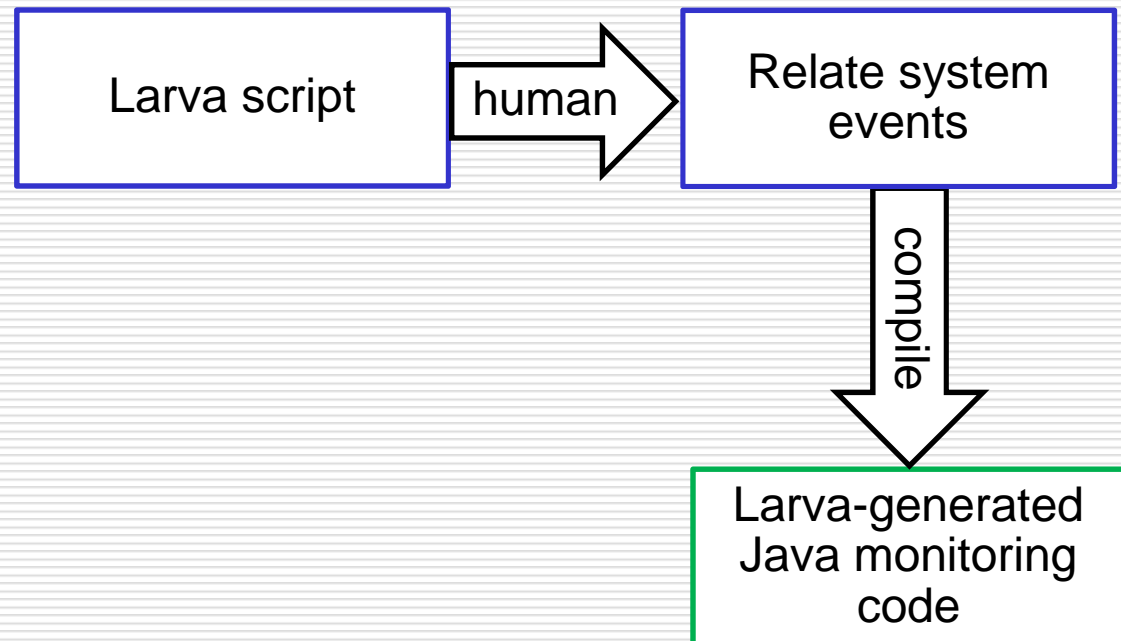 Larva script
human
Relate system
events
compile
Larva-generated
Java monitoring
code